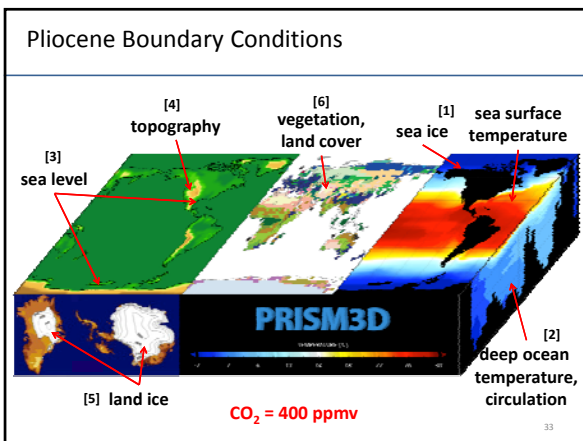 Pliocene Boundary Conditions
[4]
topography
[6]
vegetation,
land cover
[1]
sea ice
sea surface
temperature
[3]
sea level
PRISM3D
[2]
deep ocean
temperature,
circulation
[5] land ice
CO₂ = 400 ppmv
33